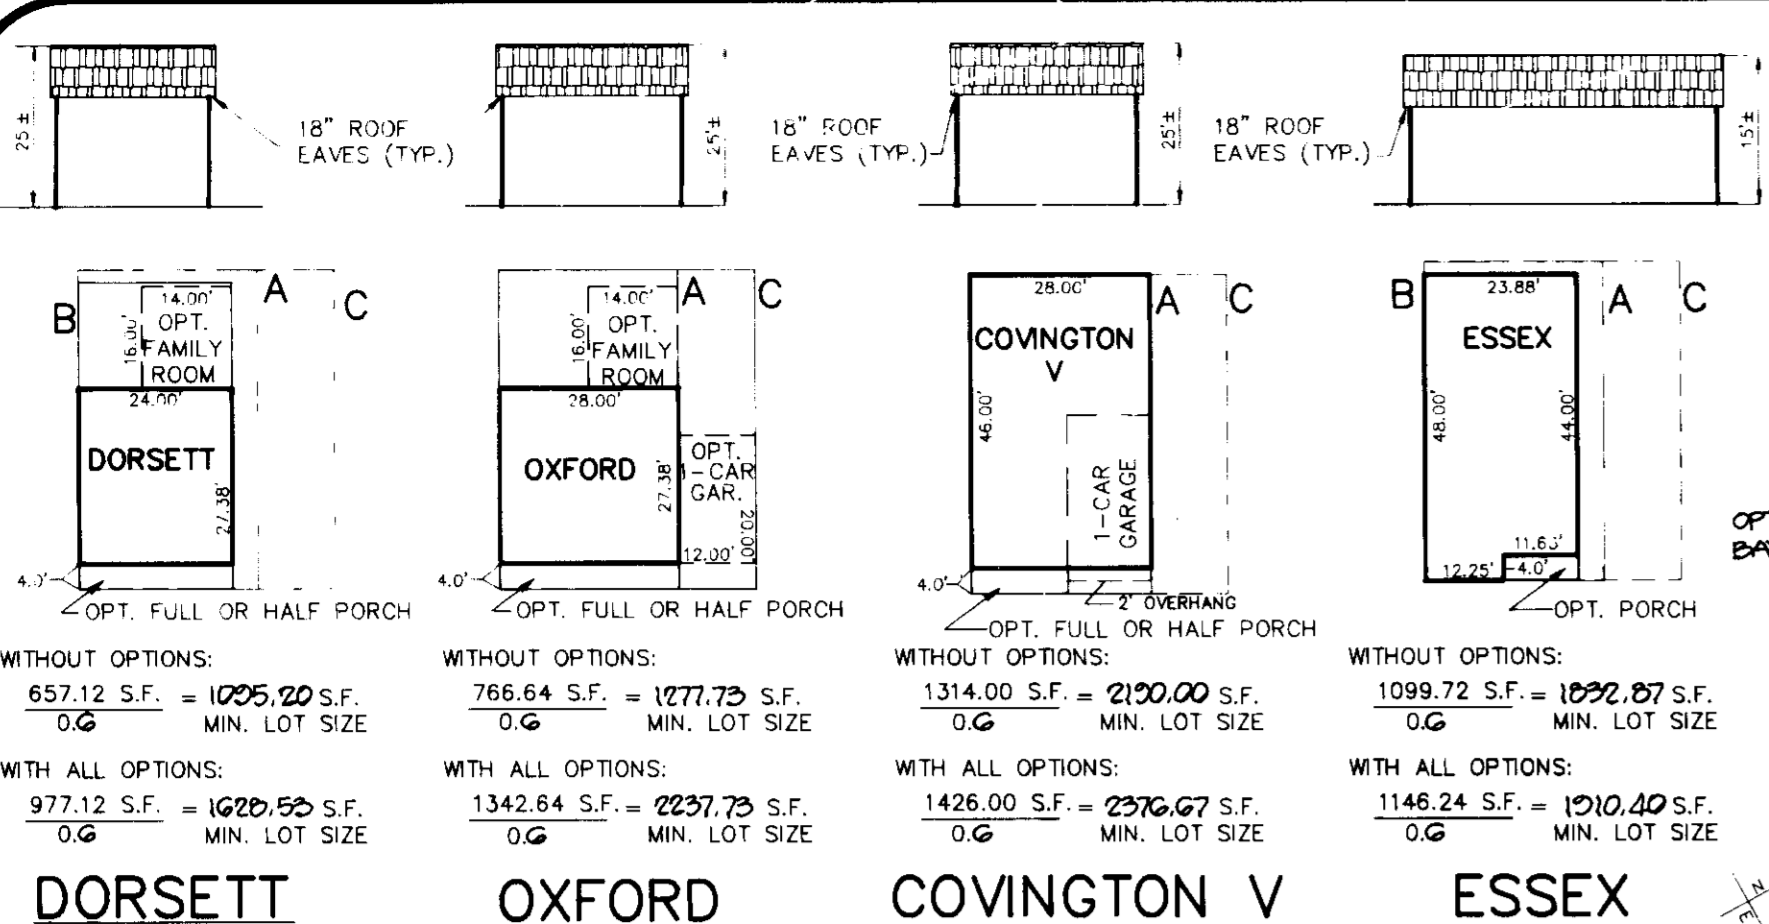 25'±
18" ROOF
EAVES (TYP.)
25'±
18" ROOF
EAVES (TYP.)
25'±
18" ROOF
EAVES (TYP.)
15'±
B
14.00'
16.00'
OPT.
FAMILY
ROOM
A
C
24.00'
DORSETT
27.38'
4.0'
OPT. FULL OR HALF PORCH
WITHOUT OPTIONS:
657.12 S.F. = 1095.20 S.F.
0.6 MIN. LOT SIZE
WITH ALL OPTIONS:
977.12 S.F. = 1628.53 S.F.
0.6 MIN. LOT SIZE
DORSETT
14.00'
16.00'
OPT.
FAMILY
ROOM
A
C
28.00'
OXFORD
27.38'
OPT.
1-CAR
GAR.
20.00'
12.00'
4.0'
OPT. FULL OR HALF PORCH
WITHOUT OPTIONS:
766.64 S.F. = 1277.73 S.F.
0.6 MIN. LOT SIZE
WITH ALL OPTIONS:
1342.64 S.F. = 2237.73 S.F.
0.6 MIN. LOT SIZE
OXFORD
28.00'
A
C
COVINGTON
V
46.00'
1-CAR
GARAGE
4.0'
2' OVERHANG
OPT. FULL OR HALF PORCH
WITHOUT OPTIONS:
1314.00 S.F. = 2190.00 S.F.
0.6 MIN. LOT SIZE
WITH ALL OPTIONS:
1426.00 S.F. = 2376.67 S.F.
0.6 MIN. LOT SIZE
COVINGTON V
B
23.88'
A
C
ESSEX
48.00'
44.00'
11.63'
12.25'
4.0'
OPT. PORCH
WITHOUT OPTIONS:
1099.72 S.F. = 1832.87 S.F.
0.6 MIN. LOT SIZE
WITH ALL OPTIONS:
1146.24 S.F. = 1910.40 S.F.
0.6 MIN. LOT SIZE
ESSEX
N
E